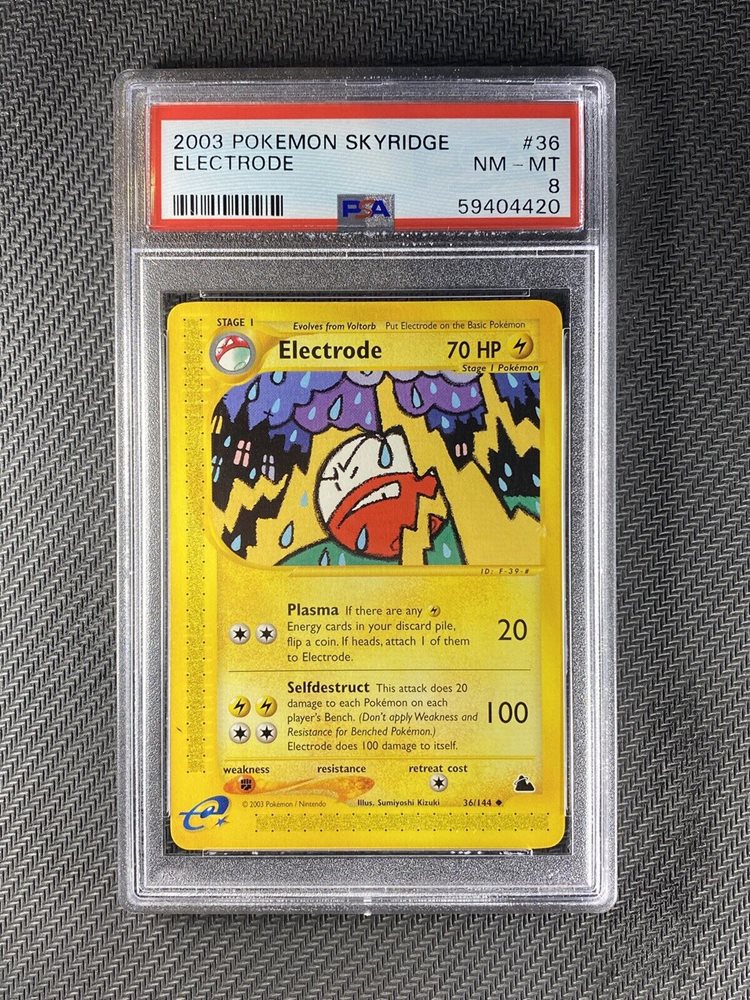 2003 POKEMON SKYRIDGE #36
ELECTRODE NM - MT
8
PSA 59404420
STAGE 1 Evolves from Voltorb Put Electrode on the Basic Pokémon
Electrode 70 HP
Stage 1 Pokémon
ID: F-39-#
Plasma If there are any
Energy cards in your discard pile,
flip a coin. If heads, attach 1 of them
to Electrode.
20
Selfdestruct This attack does 20
damage to each Pokémon on each
player's Bench. (Don't apply Weakness and
Resistance for Benched Pokémon.)
Electrode does 100 damage to itself.
100
weakness resistance retreat cost
© 2003 Pokémon / Nintendo Illus. Sumiyoshi Kizuki 36/144
e